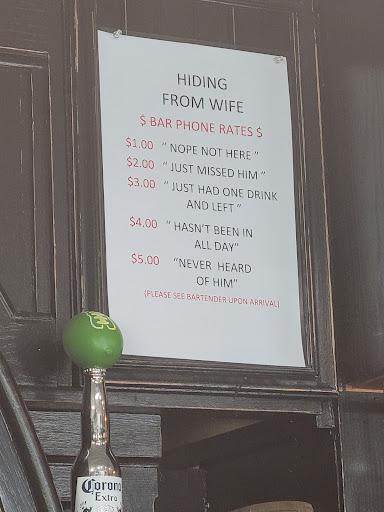 HIDING
FROM WIFE
$ BAR PHONE RATES $
$1.00 " NOPE NOT HERE "
$2.00 " JUST MISSED HIM "
$3.00 " JUST HAD ONE DRINK
AND LEFT "
$4.00 " HASN'T BEEN IN
ALL DAY"
$5.00 "NEVER HEARD
OF HIM"
(PLEASE SEE BARTENDER UPON ARRIVAL)
Corona
Extra